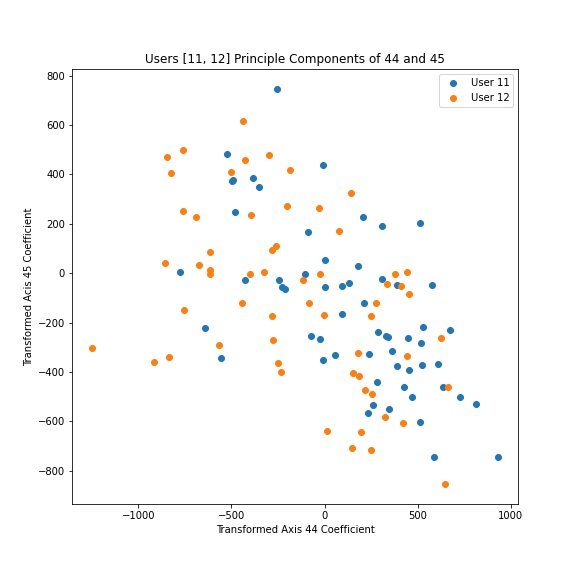 Users [11, 12] Principle Components of 44 and 45
User 11
User 12
Transformed Acis 45 Coefficient
800
600
400
200
0
−200
−400
−600
−800
−1000
−500
0
500
1000
Transformed Axis 44 Coefficient